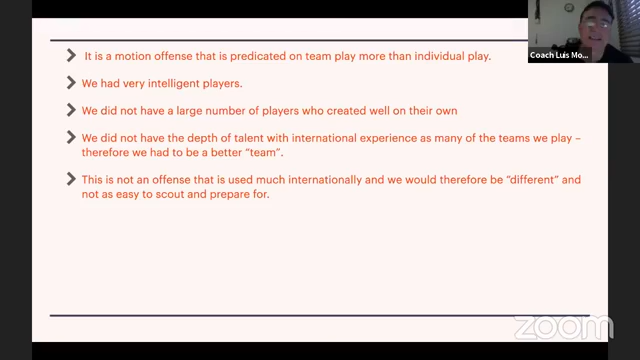 Coach Luis Mo...
It is a motion offense that is predicated on team play more than individual play.
We had very intelligent players.
We did not have a large number of players who created well on their own
We did not have the depth of talent with international experience as many of the teams we play –
therefore we had to be a better “team”.
This is not an offense that is used much internationally and we would therefore be “different” and
not as easy to scout and prepare for.
zoom